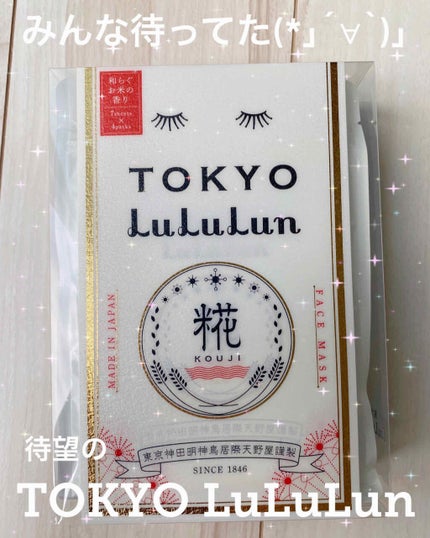 みんな待ってた(*」´∀`)」
和らぐ
お米の
香り
7sheets
×
4packs
TOKYO
LuLuLun
糀
KOUJI
MADE IN JAPAN
FACE MASK
東京神田明神鳥居際天野屋謹製
SINCE 1846
待望の
TOKYO LuLuLun